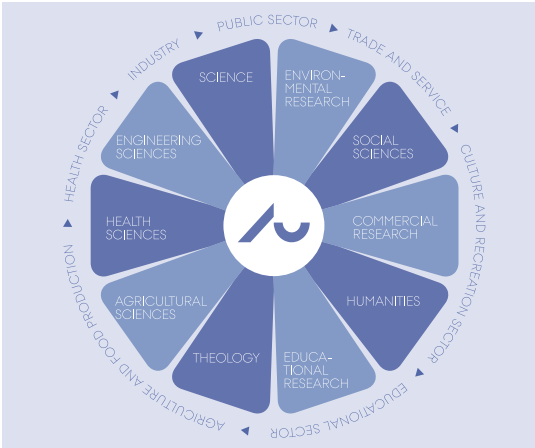 PUBLIC SECTOR
TRADE AND SERVICE
CULTURE AND RECREATION SECTOR
EDUCATIONAL SECTOR
AGRICULTURE AND FOOD PRODUCTION
HEALTH SECTOR
INDUSTRY
SCIENCE
ENVIRON-
MENTAL
RESEARCH
SOCIAL
SCIENCES
COMMERCIAL
RESEARCH
HUMANITIES
EDUCA-
TIONAL
RESEARCH
THEOLOGY
AGRICULTURAL
SCIENCES
HEALTH
SCIENCES
ENGINEERING
SCIENCES